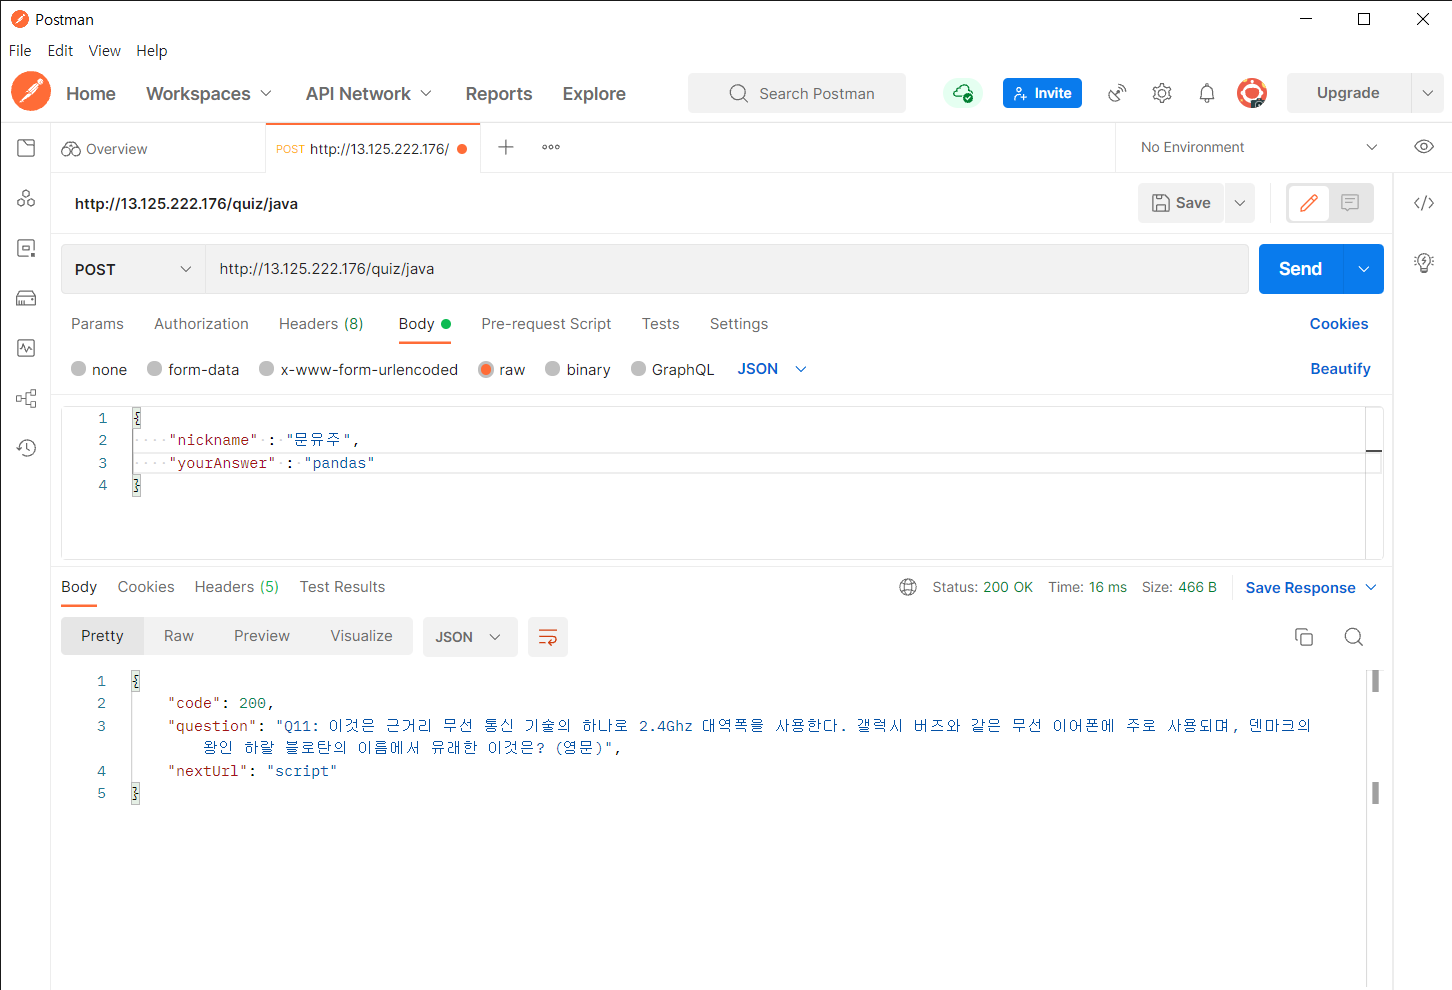 Postman
File Edit View Help
Home Workspaces API Network Reports Explore Search Postman Invite Upgrade
Overview POST http://13.125.222.176/ No Environment
http://13.125.222.176/quiz/java Save
POST http://13.125.222.176/quiz/java Send
Params Authorization Headers (8) Body Pre-request Script Tests Settings Cookies
none form-data x-www-form-urlencoded raw binary GraphQL JSON Beautify
1 {
2 "nickname" : "문유주",
3 "yourAnswer" : "pandas"
4 }
Body Cookies Headers (5) Test Results Status: 200 OK Time: 16 ms Size: 466 B Save Response
Pretty Raw Preview Visualize JSON
1 {
2 "code": 200,
3 "question": "Q11: 이것은 근거리 무선 통신 기술의 하나로 2.4Ghz 대역폭을 사용한다. 갤럭시 버즈와 같은 무선 이어폰에 주로 사용되며, 덴마크의
왕인 하랄 블로탄의 이름에서 유래한 이것은? (영문)",
4 "nextUrl": "script"
5 }